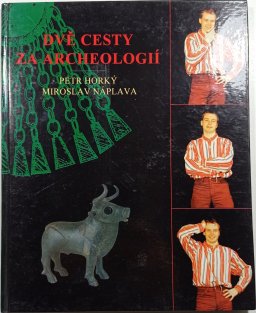 DVĚ CESTY
ZA ARCHEOLOGIÍ
PETR HORKÝ
MIROSLAV NÁPLAVA